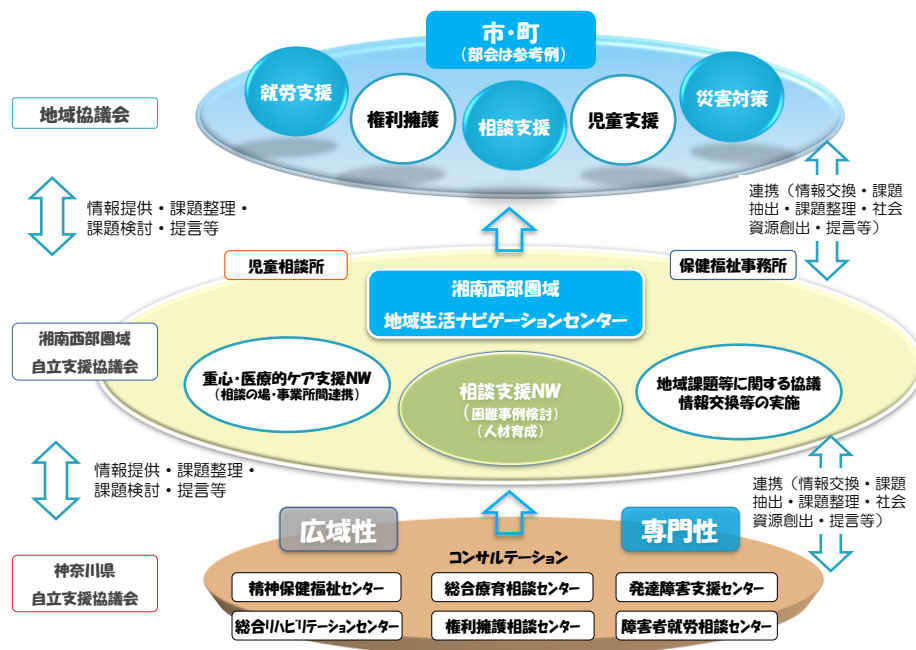 市・町
(部会は参考例)
就労支援
権利擁護
相談支援
児童支援
災害対策
地域協議会
情報提供・課題整理・
課題検討・提言等
連携（情報交換・課題
抽出・課題整理・社会
資源創出・提言等）
児童相談所
保健福祉事務所
湘南西部圏域
地域生活ナビゲーションセンター
湘南西部圏域
自立支援協議会
重心・医療的ケア支援NW
(相談の場・事業所間連携)
相談支援NW
(困難事例検討)
(人材育成)
地域課題等に関する協議
情報交換等の実施
情報提供・課題整理・
課題検討・提言等
連携（情報交換・課題
抽出・課題整理・社会
資源創出・提言等）
広域性
専門性
コンサルテーション
神奈川県
自立支援協議会
精神保健福祉センター
総合療育相談センター
発達障害支援センター
総合リハビリテーションセンター
権利擁護相談センター
障害者就労相談センター